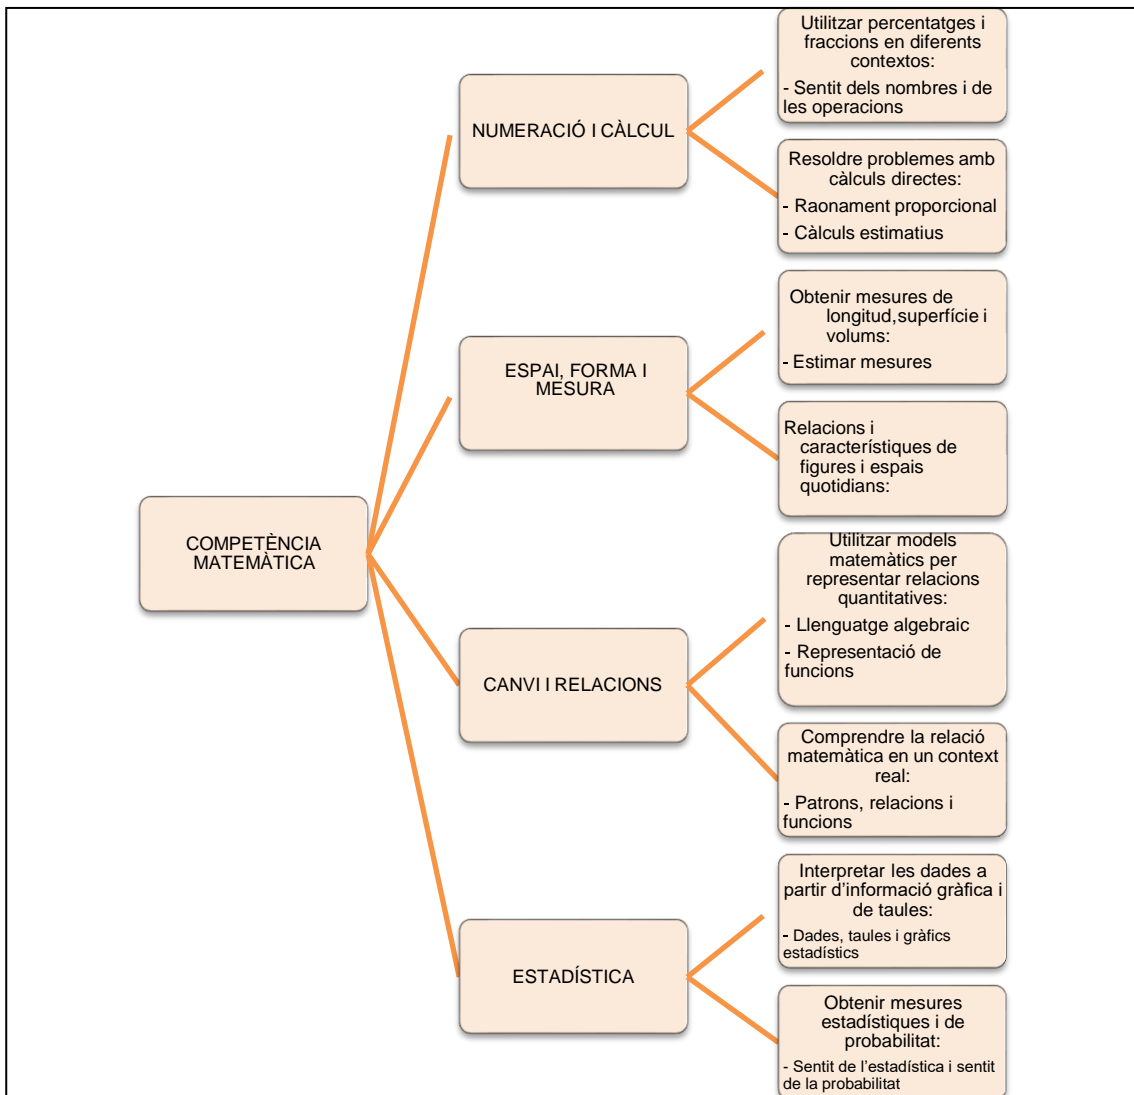 COMPETÈNCIA
MATEMÀTICA
NUMERACIÓ I CÀLCUL
Utilitzar percentatges i
fraccions en diferents
contextos:
- Sentit dels nombres i de
les operacions
Resoldre problemes amb
càlculs directes:
- Raonament proporcional
- Càlculs estimatius
ESPAI, FORMA I
MESURA
Obtenir mesures de
longitud,superfície i
volums:
- Estimar mesures
Relacions i
característiques de
figures i espais
quotidians:
CANVI I RELACIONS
Utilitzar models
matemàtics per
representar relacions
quantitatives:
- Llenguatge algebraic
- Representació de
funcions
Comprendre la relació
matemàtica en un context
real:
- Patrons, relacions i
funcions
ESTADÍSTICA
Interpretar les dades a
partir d’informació gràfica i
de taules:
- Dades, taules i gràfics
estadístics
Obtenir mesures
estadístiques i de
probabilitat:
- Sentit de l’estadística i sentit
de la probabilitat